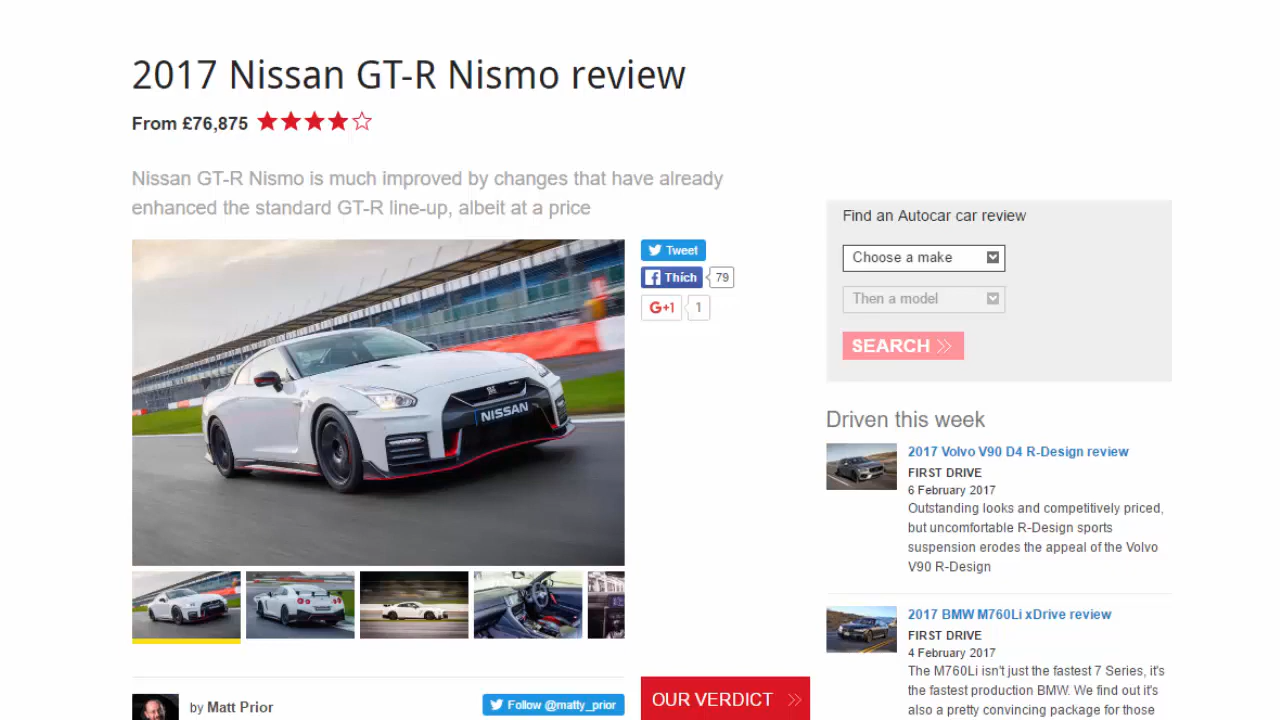 2017 Nissan GT-R Nismo review
From £76,875
Nissan GT-R Nismo is much improved by changes that have already
enhanced the standard GT-R line-up, albeit at a price
NISSAN
Tweet
Thích 79
G+1 1
by Matt Prior
Follow @matty_prior
OUR VERDICT
Find an Autocar car review
Choose a make
Then a model
SEARCH
Driven this week
2017 Volvo V90 D4 R-Design review
FIRST DRIVE
6 February 2017
Outstanding looks and competitively priced,
but uncomfortable R-Design sports
suspension erodes the appeal of the Volvo
V90 R-Design
2017 BMW M760Li xDrive review
FIRST DRIVE
4 February 2017
The M760Li isn't just the fastest 7 Series, it's
the fastest production BMW. We find out it's
also a pretty convincing package for those